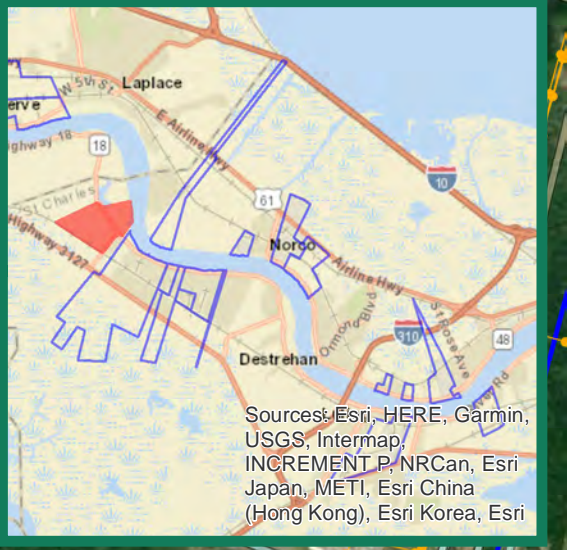 W 5th St
Laplace
erve
ighway 18
18
E Airline Hwy
St Charles
10
61
Highway 3127
Norco
Airline Hwy
Ormond Blvd
St Rose Ave
310
48
Destrehan
Sources: Esri, HERE, Garmin,
USGS, Intermap,
INCREMENT P, NRCan, Esri
Japan, METI, Esri China
(Hong Kong), Esri Korea, Esri